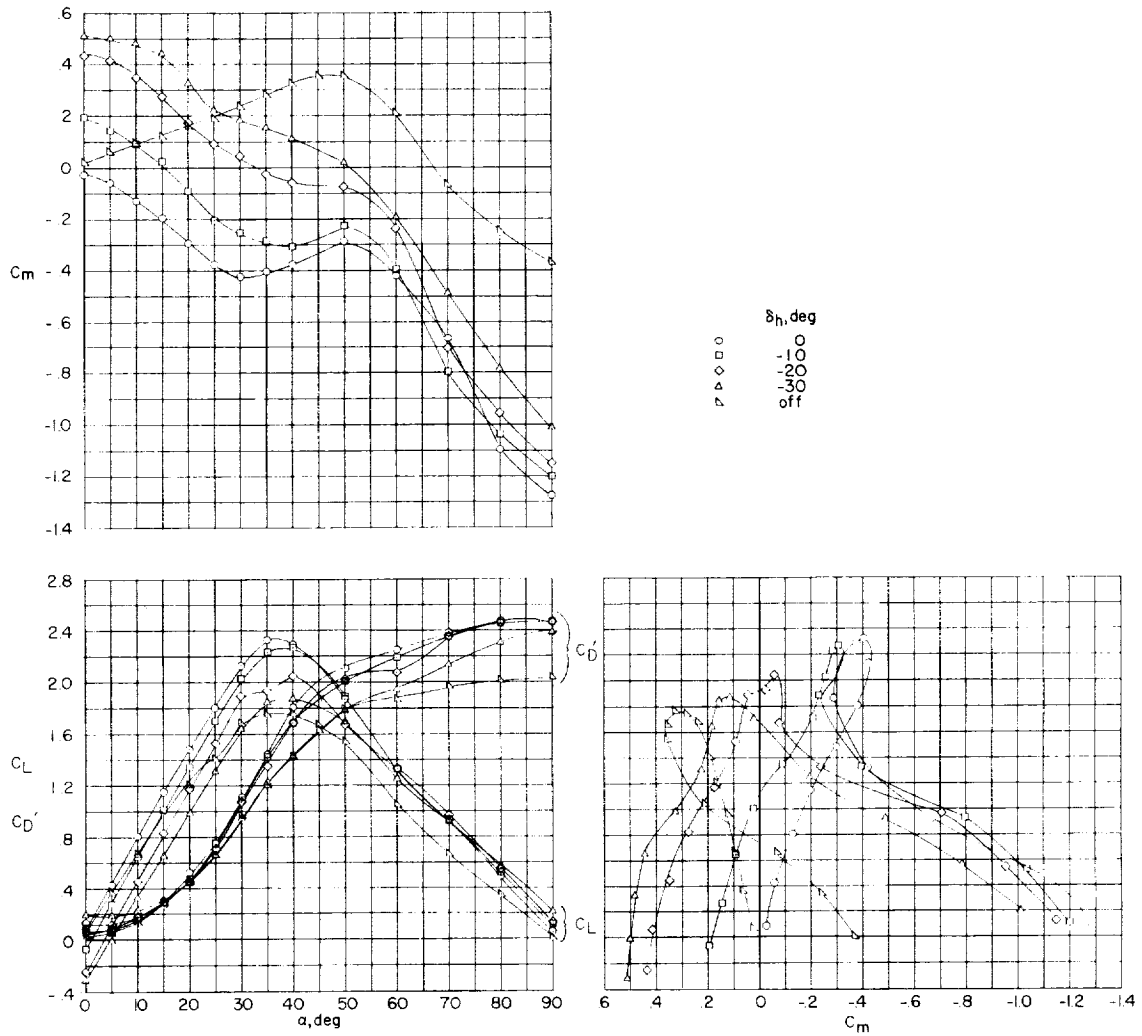 .6
.4
.2
0
-.2
Cm -.4
-.6
-.8
-1.0
-1.2
-1.4
δh, deg
0
-10
-20
-30
off
2.8
2.4
2.0
1.6
CL
1.2
CD′
.8
.4
0
-.4
CD′
CL
0 10 20 30 40 50 60 70 80 90
α, deg
.6 .4 .2 0 -.2 -.4 -.6 -.8 -1.0 -1.2 -1.4
Cm